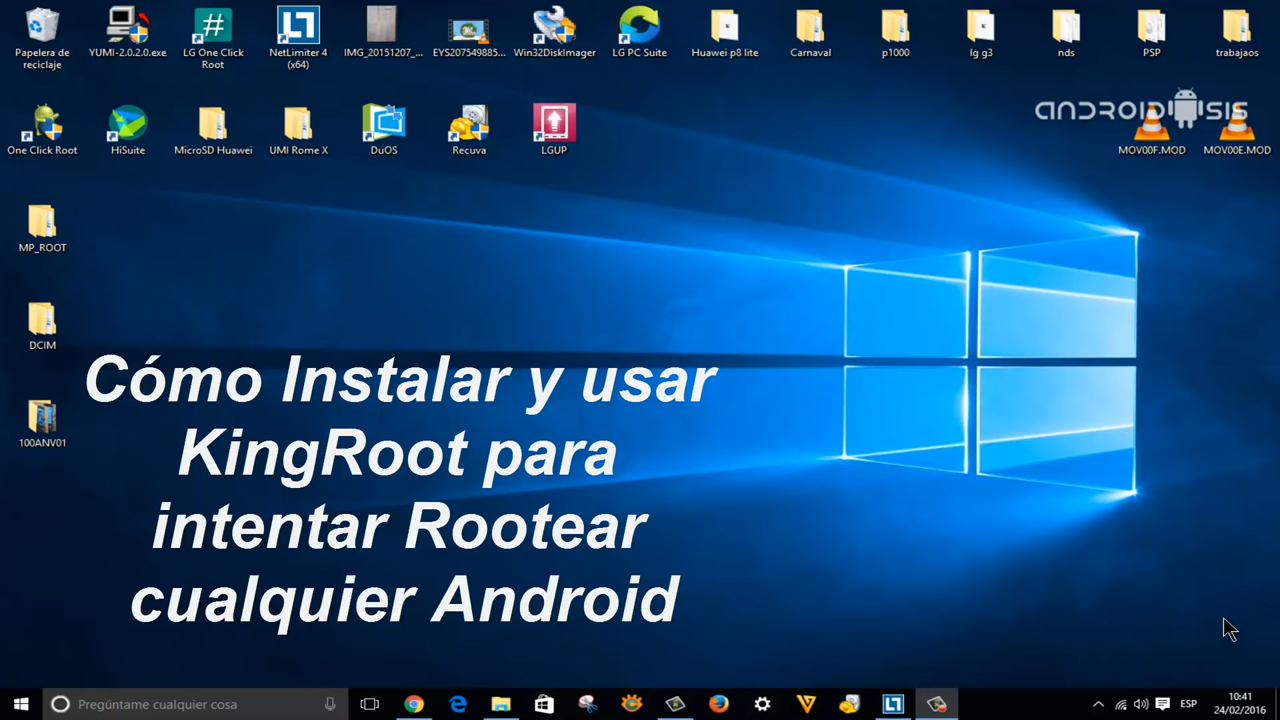 Papelera de
reciclaje
YUMI-2.0.2.0.exe
LG One Click
Root
NetLimiter 4
(x64)
IMG_20151207_...
EYS207549885...
Win32DiskImager
LG PC Suite
Huawei p8 lite
Carnaval
p1000
lg g3
nds
PSP
trabajaos
ANDROIDSIS
One Click Root
HiSuite
MicroSD Huawei
UMI Rome X
DuOS
Recuva
LGUP
MOV00F.MOD
MOV00E.MOD
MP_ROOT
DCIM
100ANV01
Cómo Instalar y usar
KingRoot para
intentar Rootear
cualquier Android
Pregúntame cualquier cosa
ESP
10:41
24/02/2016